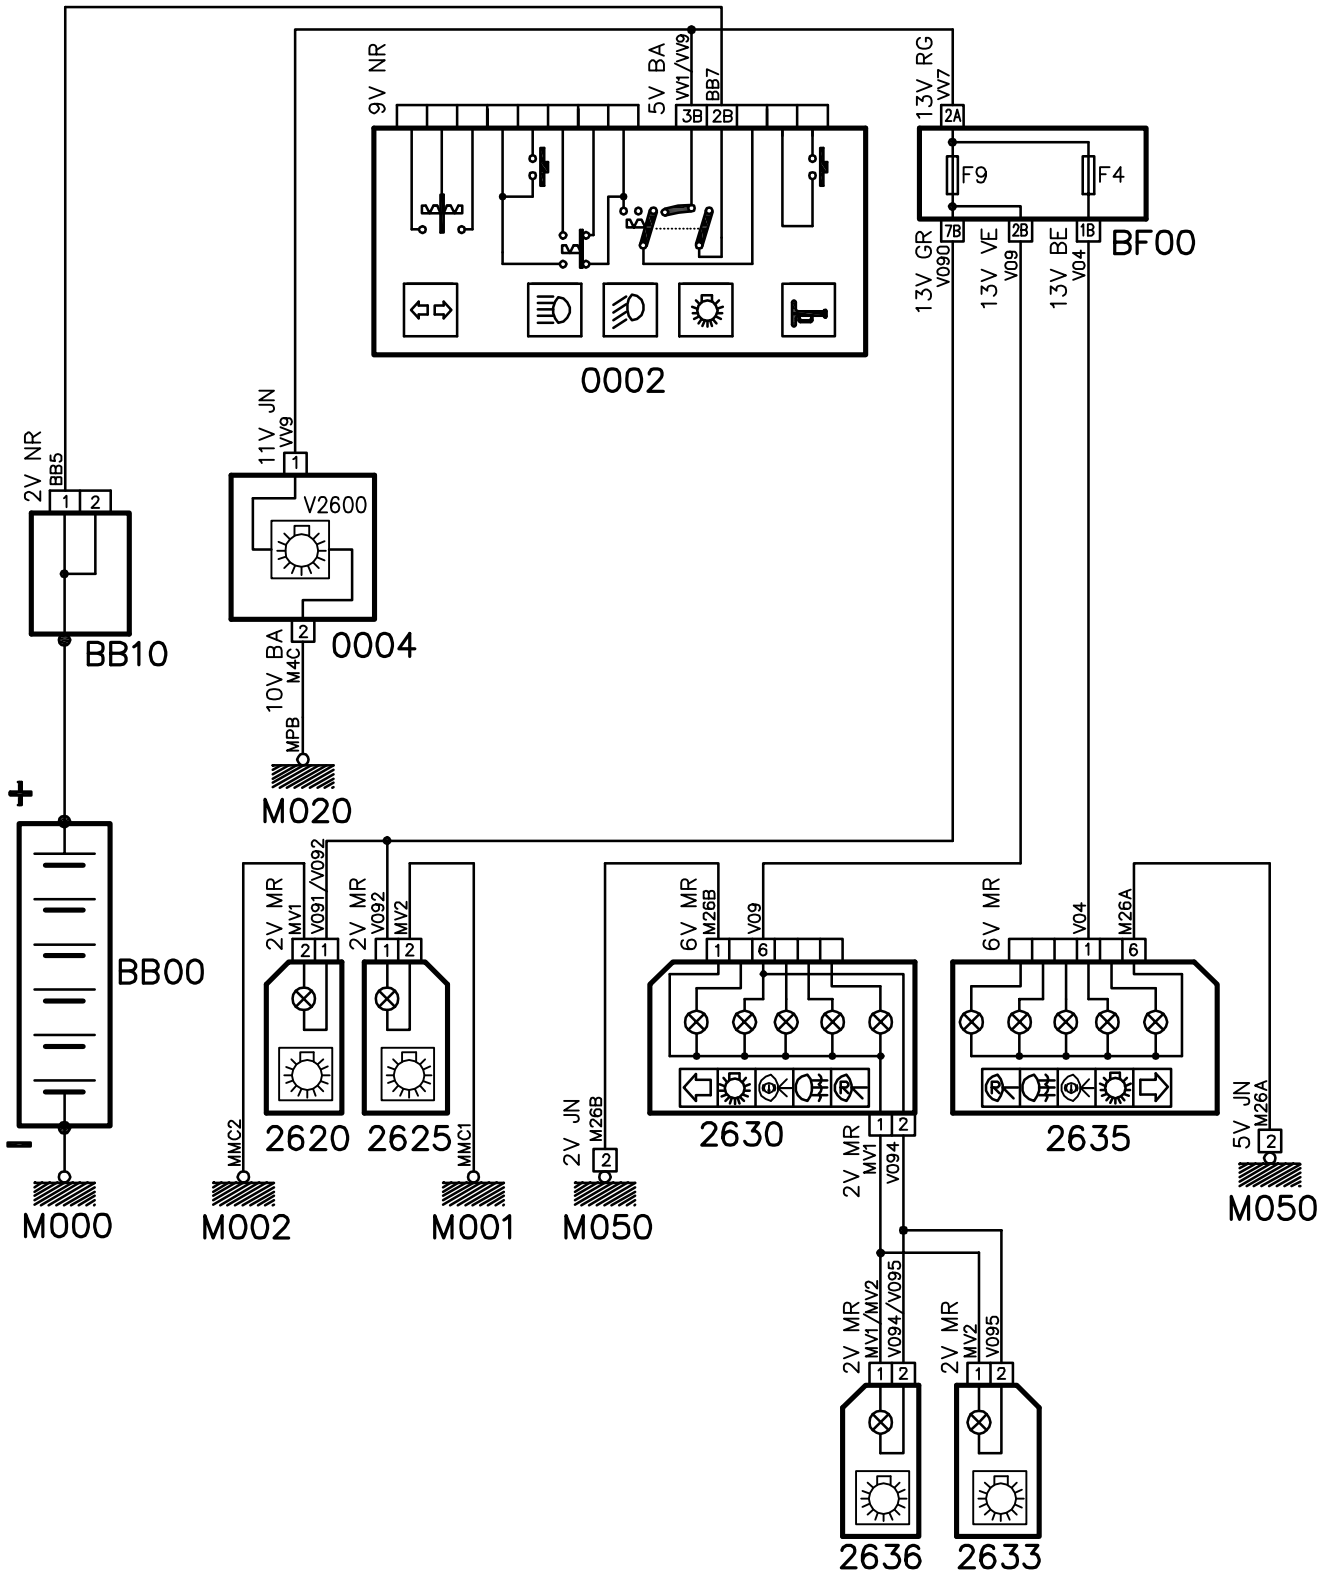 9V NR
5V BA
VV1/VV9
BB7
13V RG
VV7
3B 2B
2A
F9
F4
7B
2B
1B
BF00
13V GR
V090
13V VE
V09
13V BE
V04
0002
11V JN
VV9
1
2V NR
BB5
1 2
V2600
2
0004
BB10
10V BA
M4C
MPB
M020
+
BB00
-
M000
2V MR
MV1
V091/V092
2 1
2620
MMC2
M002
2V MR
V092
MV2
1 2
2625
MMC1
M001
6V MR
M26B
V09
1 6
R
2630
2V JN
M26B
2
M050
6V MR
V04
M26A
1 6
R
2635
5V JN
M26A
2
M050
1 2
2V MR
MV1
V094
2V MR
MV1/MV2
V094/V095
1 2
2636
2V MR
MV2
V095
1 2
2633